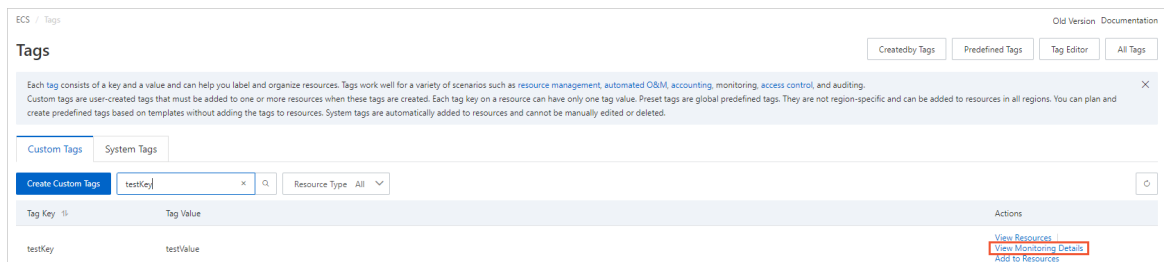 ECS / Tags
Old Version Documentation
Tags
Createdby Tags
Predefined Tags
Tag Editor
All Tags
Each tag consists of a key and a value and can help you label and organize resources. Tags work well for a variety of scenarios such as resource management, automated O&M, accounting, monitoring, access control, and auditing.
Custom tags are user-created tags that must be added to one or more resources when these tags are created. Each tag key on a resource can have only one tag value. Preset tags are global predefined tags. They are not region-specific and can be added to resources in all regions. You can plan and
create predefined tags based on templates without adding the tags to resources. System tags are automatically added to resources and cannot be manually edited or deleted.
Custom Tags
System Tags
Create Custom Tags
testKey
Resource Type All
Tag Key
Tag Value
Actions
testKey
testValue
View Resources
View Monitoring Details
Add to Resources